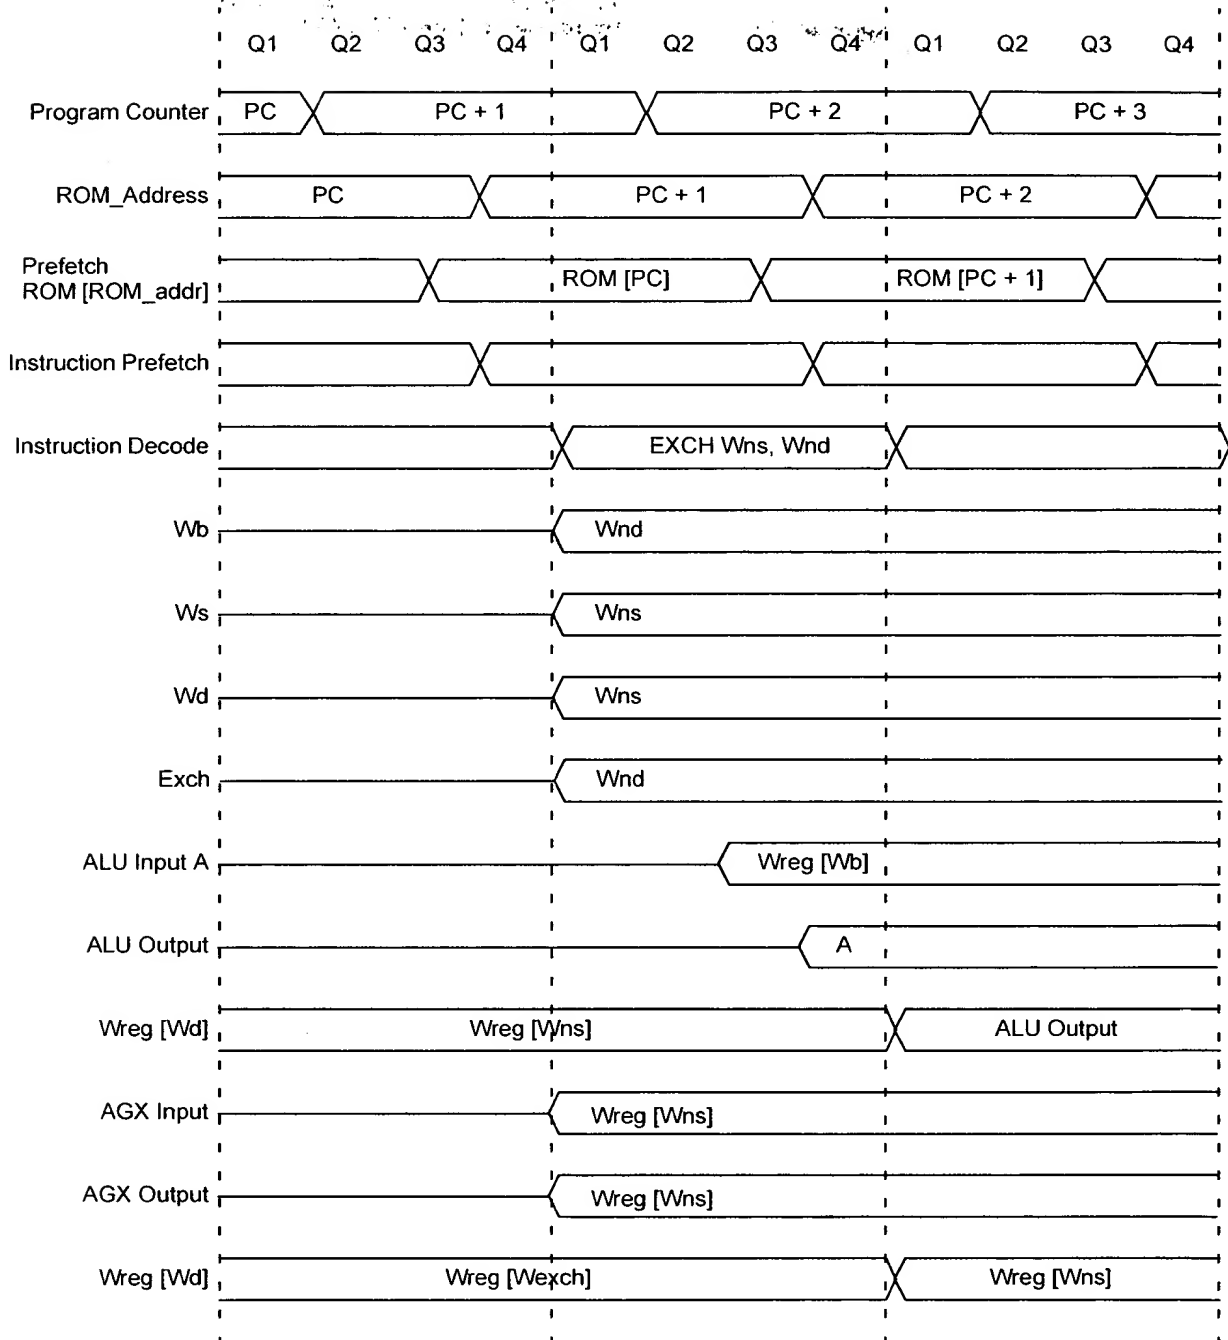 Q1 Q2 Q3 Q4 Q1 Q2 Q3 Q4 Q1 Q2 Q3 Q4
Program Counter PC PC + 1 PC + 2 PC + 3
ROM_Address PC PC + 1 PC + 2
Prefetch
ROM [ROM_addr] ROM [PC] ROM [PC + 1]
Instruction Prefetch
Instruction Decode EXCH Wns, Wnd
Wb Wnd
Ws Wns
Wd Wns
Exch Wnd
ALU Input A Wreg [Wb]
ALU Output A
Wreg [Wd] Wreg [Wns] ALU Output
AGX Input Wreg [Wns]
AGX Output Wreg [Wns]
Wreg [Wd] Wreg [Wexch] Wreg [Wns]